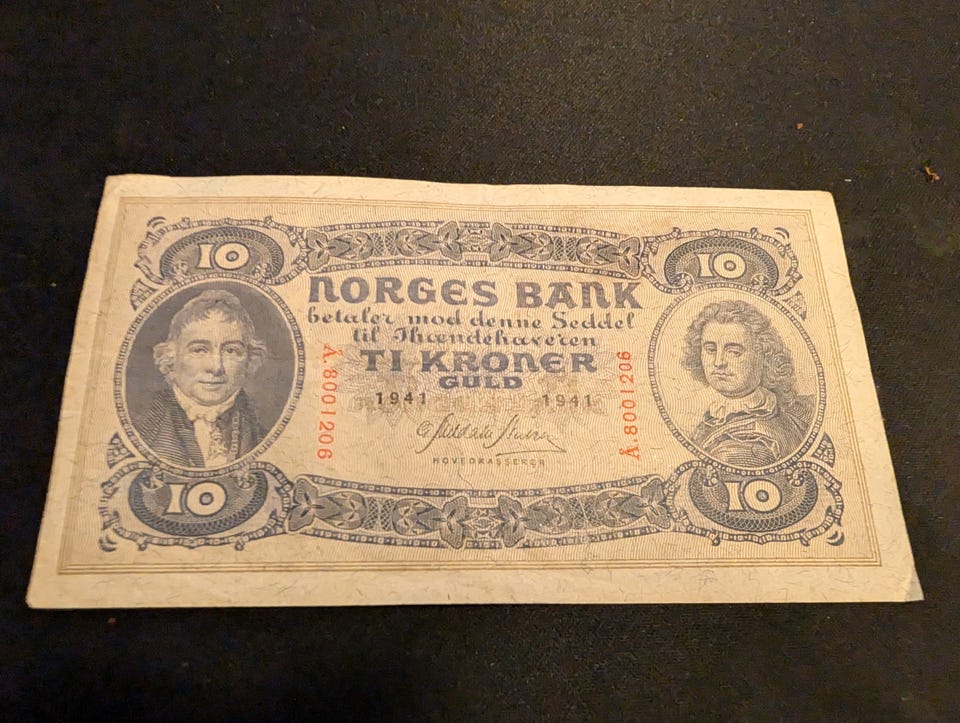 10 10
NORGES BANK
betaler mod denne Seddel
til Ihændehaveren
TI KRONER
GULD
1941 1941
Å.8001206
Å.8001206
HOVEDKASSERER
10 10